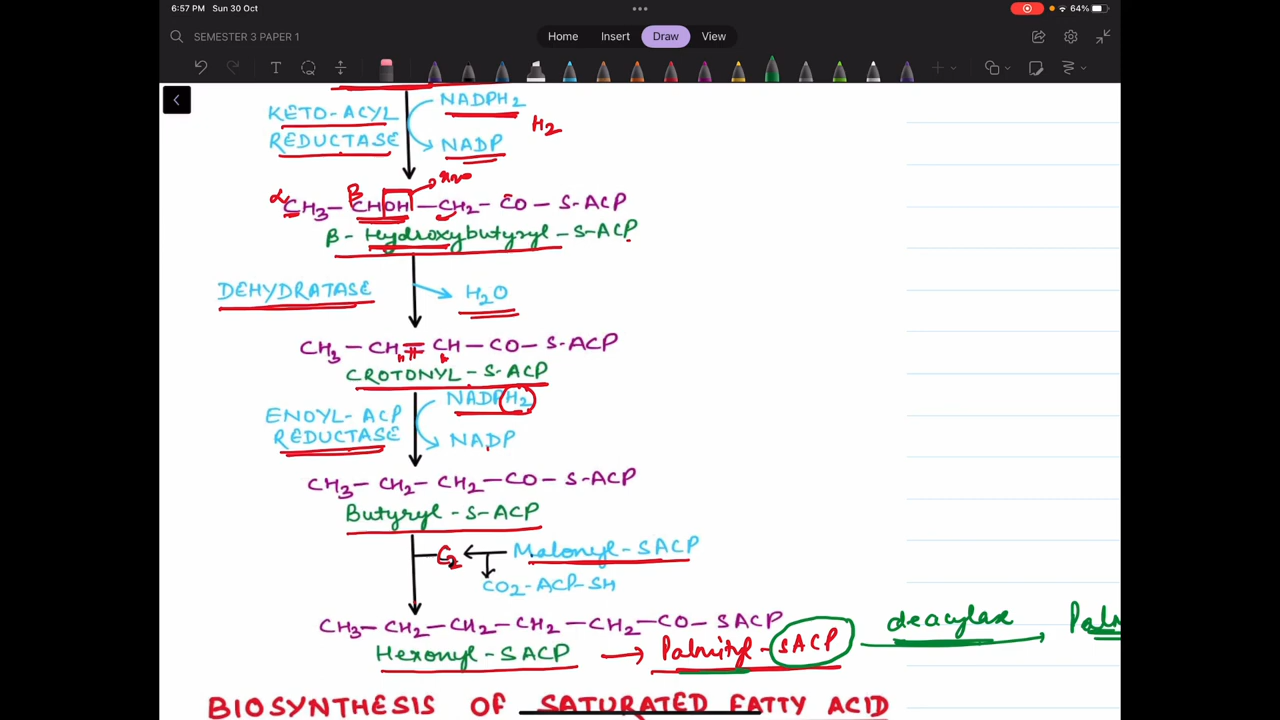 6:57 PM Sun 30 Oct
64%
SEMESTER 3 PAPER 1
Home Insert Draw View
KETO-ACYL
REDUCTASE
NADPH2
H2
NADP
α β
CH3 – CHOH – CH2 – CO – S-ACP
β-Hydroxybutyryl-S-ACP
DEHYDRATASE
H2O
CH3 – CH = CH – CO – S-ACP
CROTONYL-S-ACP
ENOYL-ACP
REDUCTASE
NADPH2
NADP
CH3 – CH2 – CH2 – CO – S-ACP
Butyryl-S-ACP
C2
Malonyl-SACP
CO2-ACP-SH
CH3 – CH2 – CH2 – CH2 – CH2 – CO – SACP
Hexonyl-SACP → Palmityl-SACP
BIOSYNTHESIS OF SATURATED FATTY ACID